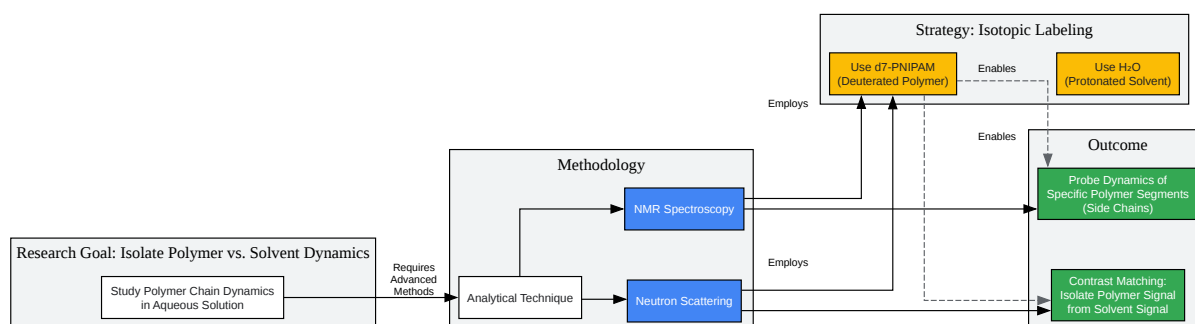 Strategy: Isotopic Labeling
Use d7-PNIPAM
(Deuterated Polymer)
Enables
Use H₂O
(Protonated Solvent)
Employs
Enables
Outcome
Methodology
Probe Dynamics of
Specific Polymer Segments
(Side Chains)
NMR Spectroscopy
Research Goal: Isolate Polymer vs. Solvent Dynamics
Study Polymer Chain Dynamics
in Aqueous Solution
Requires
Advanced
Methods
Analytical Technique
Neutron Scattering
Employs
Contrast Matching:
Isolate Polymer Signal
from Solvent Signal